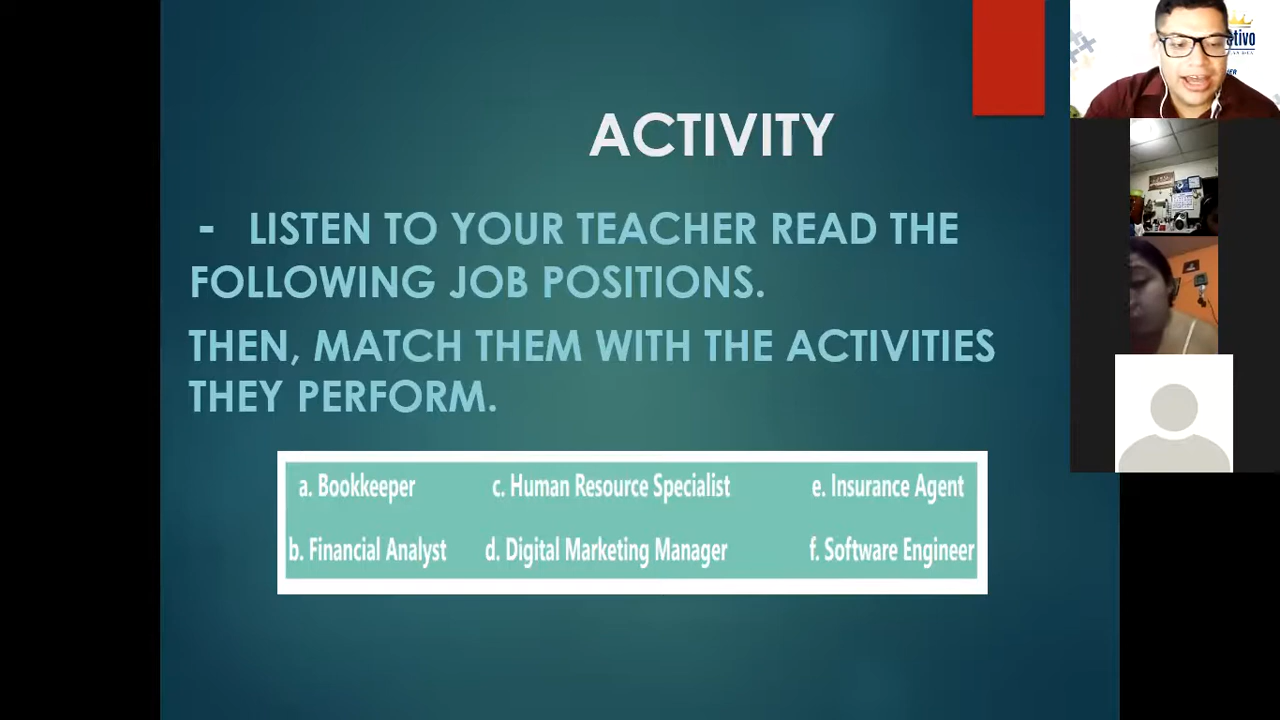 ACTIVITY
- LISTEN TO YOUR TEACHER READ THE
FOLLOWING JOB POSITIONS.
THEN, MATCH THEM WITH THE ACTIVITIES
THEY PERFORM.
a. Bookkeeper c. Human Resource Specialist e. Insurance Agent
b. Financial Analyst d. Digital Marketing Manager f. Software Engineer